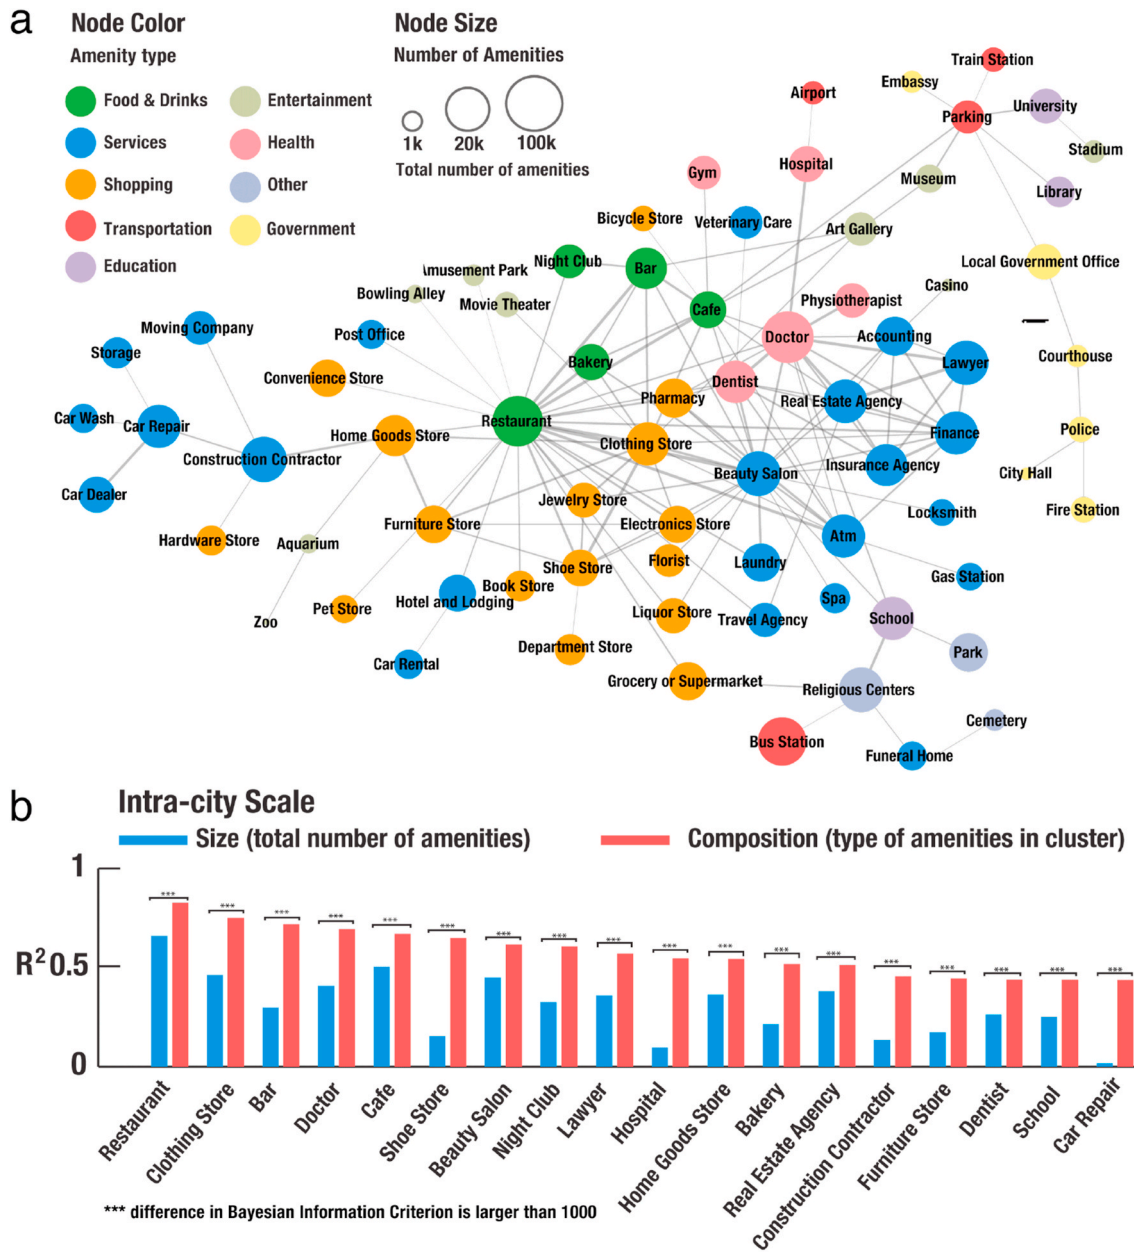 a
Node Color
Amenity type
Food & Drinks
Services
Shopping
Transportation
Education
Entertainment
Health
Other
Government
Node Size
Number of Amenities
1k 20k 100k
Total number of amenities
Train Station
Embassy
Airport
Parking
University
Stadium
Hospital
Museum
Library
Gym
Bicycle Store
Veterinary Care
Art Gallery
Local Government Office
Night Club
Bar
Amusement Park
Bowling Alley
Movie Theater
Cafe
Casino
Physiotherapist
Moving Company
Post Office
Doctor
Accounting
Storage
Courthouse
Bakery
Lawyer
Convenience Store
Dentist
Pharmacy
Real Estate Agency
Car Wash
Car Repair
Restaurant
Home Goods Store
Clothing Store
Finance
Police
Construction Contractor
Beauty Salon
Insurance Agency
City Hall
Car Dealer
Jewelry Store
Locksmith
Fire Station
Furniture Store
Electronics Store
Hardware Store
Aquarium
Atm
Florist
Laundry
Shoe Store
Gas Station
Book Store
Hotel and Lodging
Spa
Pet Store
Zoo
Liquor Store
Travel Agency
School
Department Store
Park
Car Rental
Grocery or Supermarket
Religious Centers
Cemetery
Bus Station
Funeral Home
b
Intra-city Scale
Size (total number of amenities)
Composition (type of amenities in cluster)
1
R² 0.5
0
*** *** *** *** *** *** *** *** *** *** *** *** *** *** *** *** *** ***
Restaurant
Clothing Store
Bar
Doctor
Cafe
Shoe Store
Beauty Salon
Night Club
Lawyer
Hospital
Home Goods Store
Bakery
Real Estate Agency
Construction Contractor
Furniture Store
Dentist
School
Car Repair
*** difference in Bayesian Information Criterion is larger than 1000